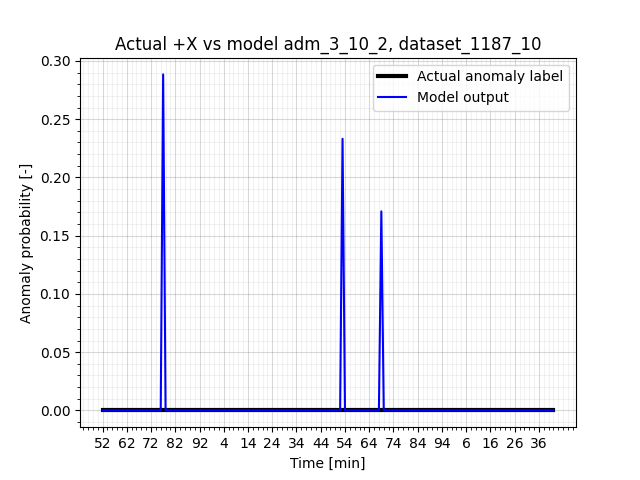 Actual +X vs model adm_3_10_2, dataset_1187_10
0.30
0.25
0.20
0.15
0.10
0.05
0.00
Anomaly probability [-]
Actual anomaly label
Model output
52 62 72 82 92 4 14 24 34 44 54 64 74 84 94 6 16 26 36
Time [min]